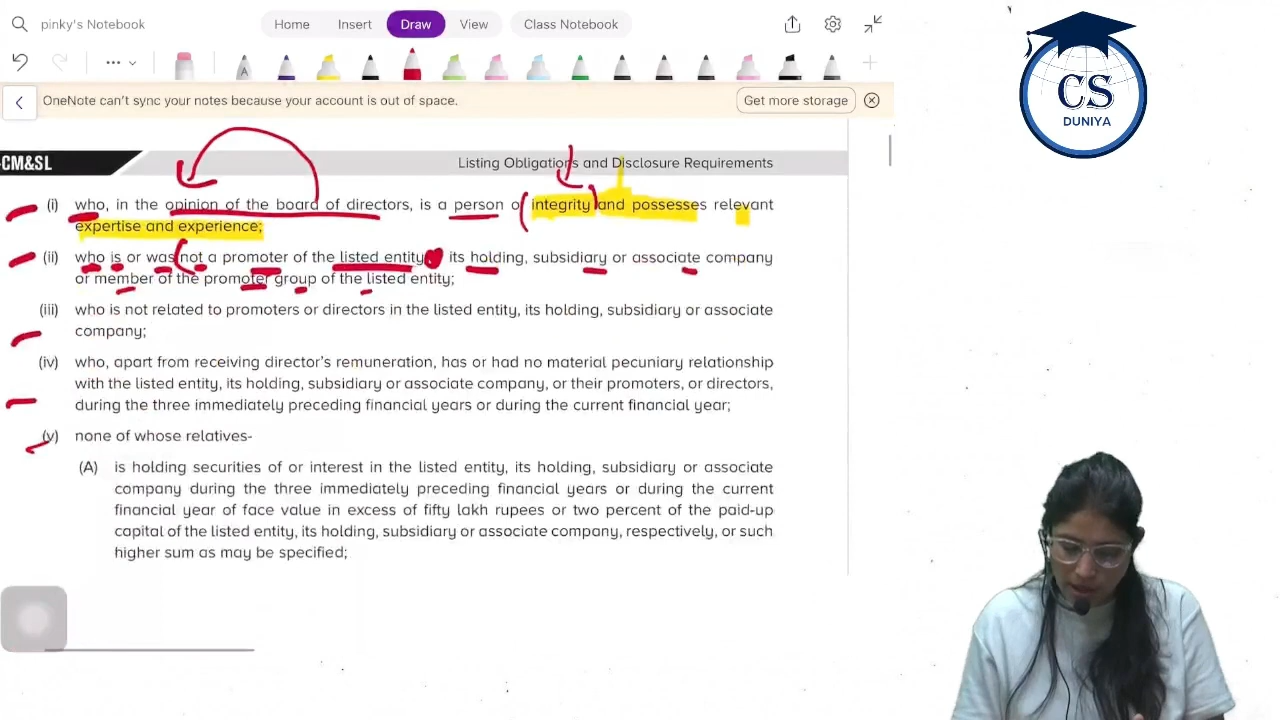 pinky's Notebook
Home Insert Draw View Class Notebook
A
OneNote can't sync your notes because your account is out of space.
Get more storage
CS
DUNIYA
-CM&SL
Listing Obligations and Disclosure Requirements
(i) who, in the opinion of the board of directors, is a person o integrity and possesses relevant
expertise and experience;
(ii) who is or was not a promoter of the listed entity its holding, subsidiary or associate company
or member of the promoter group of the listed entity;
(iii) who is not related to promoters or directors in the listed entity, its holding, subsidiary or associate
company;
(iv) who, apart from receiving director's remuneration, has or had no material pecuniary relationship
with the listed entity, its holding, subsidiary or associate company, or their promoters, or directors,
during the three immediately preceding financial years or during the current financial year;
(v) none of whose relatives-
(A) is holding securities of or interest in the listed entity, its holding, subsidiary or associate
company during the three immediately preceding financial years or during the current
financial year of face value in excess of fifty lakh rupees or two percent of the paid-up
capital of the listed entity, its holding, subsidiary or associate company, respectively, or such
higher sum as may be specified;